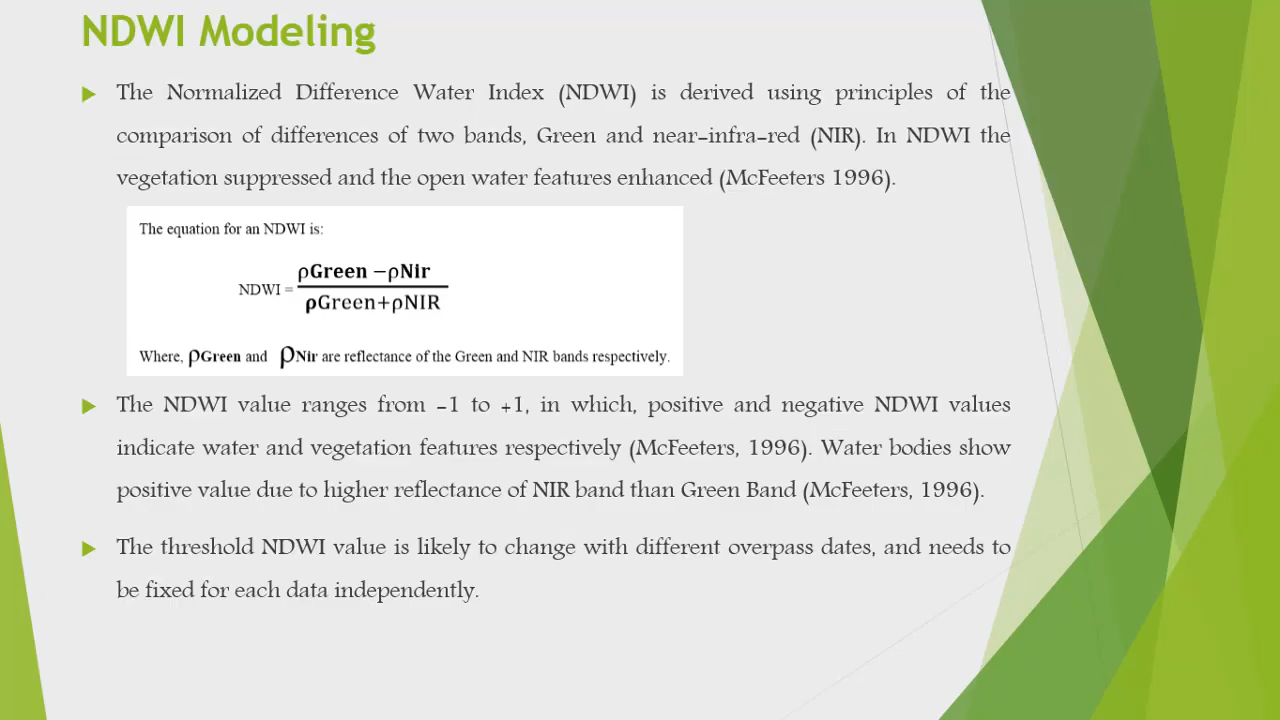 NDWI Modeling
The Normalized Difference Water Index (NDWI) is derived using principles of the
comparison of differences of two bands, Green and near-infra-red (NIR). In NDWI the
vegetation suppressed and the open water features enhanced (McFeeters 1996).
The equation for an NDWI is:
ρGreen −ρNir
NDWI =
ρGreen+ρNIR
Where, ρGreen and ρNir are reflectance of the Green and NIR bands respectively.
The NDWI value ranges from -1 to +1, in which, positive and negative NDWI values
indicate water and vegetation features respectively (McFeeters, 1996). Water bodies show
positive value due to higher reflectance of NIR band than Green Band (McFeeters, 1996).
The threshold NDWI value is likely to change with different overpass dates, and needs to
be fixed for each data independently.